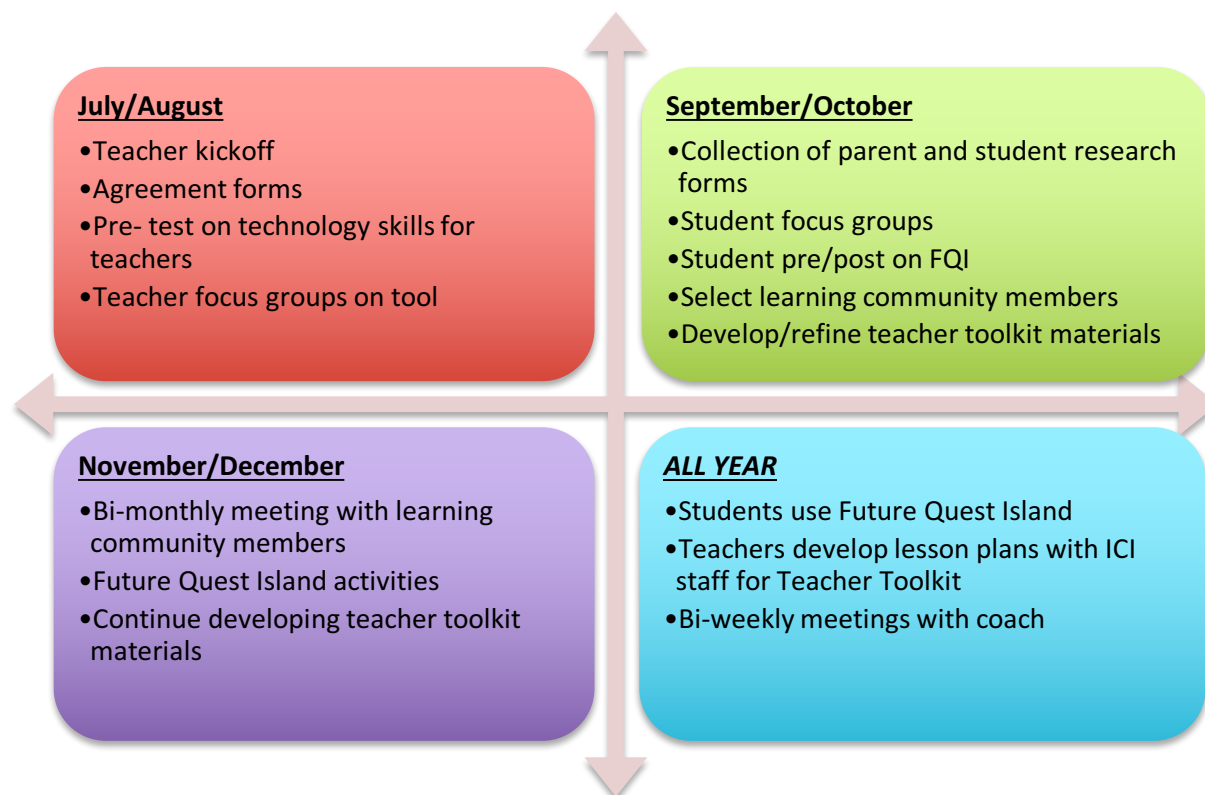 July/August
•Teacher kickoff
•Agreement forms
•Pre- test on technology skills for
teachers
•Teacher focus groups on tool
September/October
•Collection of parent and student research
forms
•Student focus groups
•Student pre/post on FQI
•Select learning community members
•Develop/refine teacher toolkit materials
November/December
•Bi-monthly meeting with learning
community members
•Future Quest Island activities
•Continue developing teacher toolkit
materials
ALL YEAR
•Students use Future Quest Island
•Teachers develop lesson plans with ICI
staff for Teacher Toolkit
•Bi-weekly meetings with coach